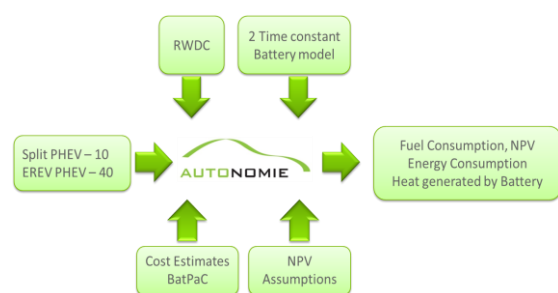 RWDC
2 Time constant
Battery model
Split PHEV – 10
EREV PHEV – 40
AUTONOMIE
Fuel Consumption, NPV
Energy Consumption
Heat generated by Battery
Cost Estimates
BatPaC
NPV
Assumptions